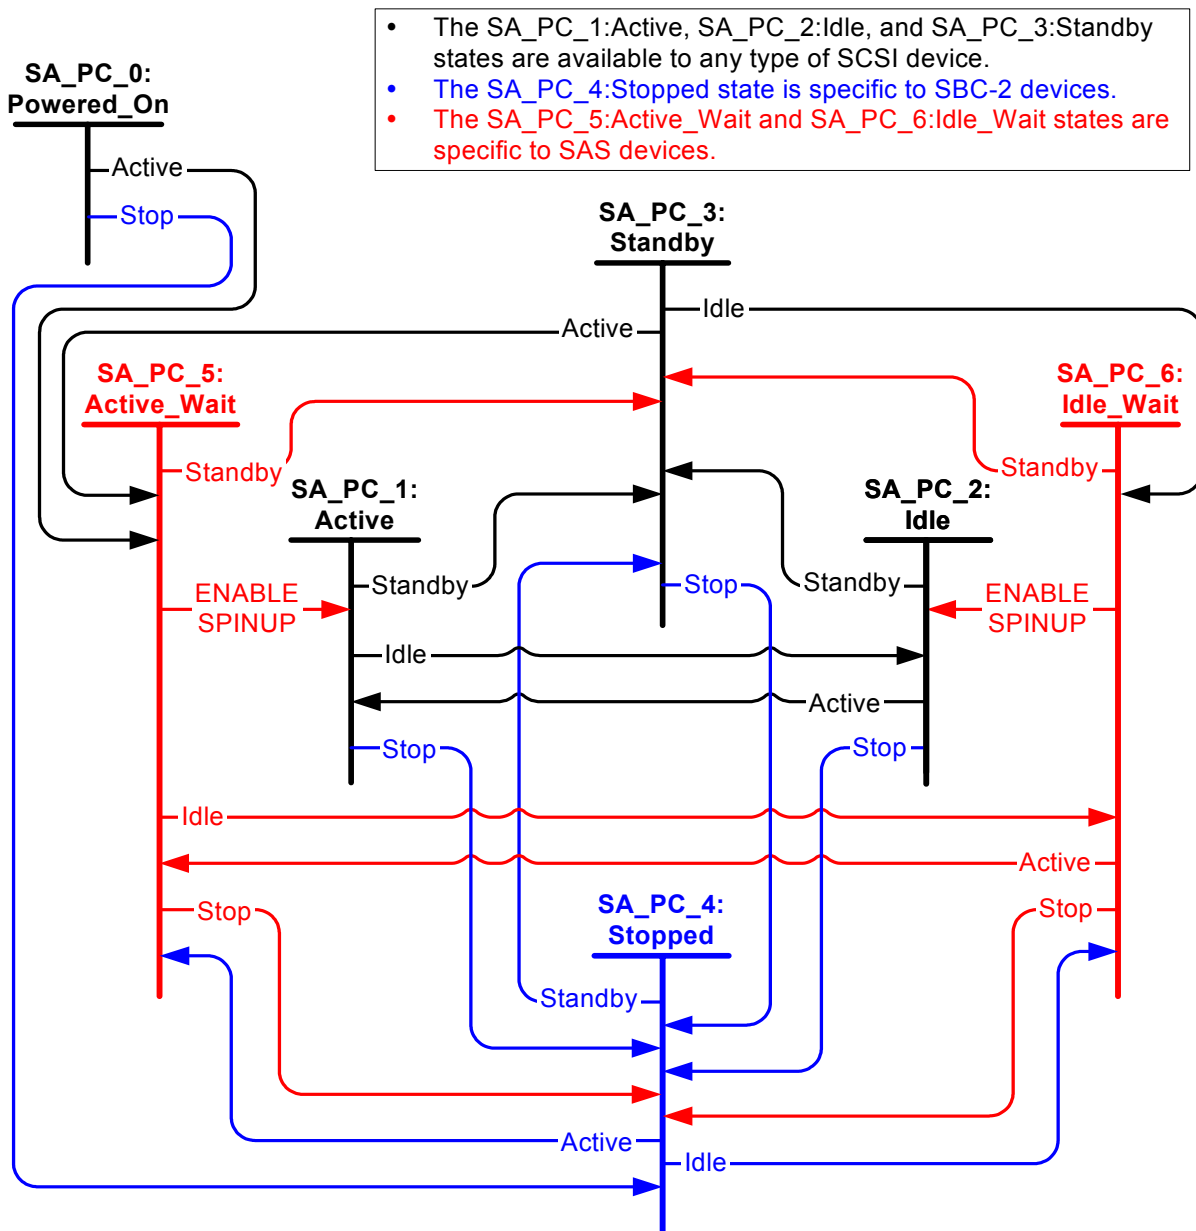 • The SA_PC_1:Active, SA_PC_2:Idle, and SA_PC_3:Standby
states are available to any type of SCSI device.
• The SA_PC_4:Stopped state is specific to SBC-2 devices.
• The SA_PC_5:Active_Wait and SA_PC_6:Idle_Wait states are
specific to SAS devices.
SA_PC_0:
Powered_On
Active
Stop
SA_PC_3:
Standby
Idle
Active
SA_PC_5:
Active_Wait
SA_PC_6:
Idle_Wait
Standby
Standby
SA_PC_1:
Active
SA_PC_2:
Idle
Standby
Stop
Standby
ENABLE
SPINUP
ENABLE
SPINUP
Idle
Active
Stop
Stop
Idle
Active
Stop
Stop
SA_PC_4:
Stopped
Standby
Active
Idle